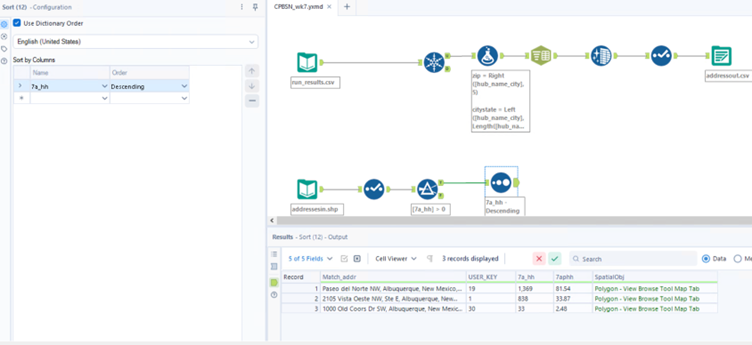 Sort (12) - Configuration
CPBSN_wk7.yxmd
Use Dictionary Order
English (United States)
Sort by Columns
Name Order
7a_hh Descending
run_results.csv
zip = Right
([hub_name_city],
5)
citystate = Left
([hub_name_city],
Length([hub_na...
addressout.csv
addressesin.shp
[7a_hh] > 0
7a_hh -
Descending
Results - Sort (12) - Output
5 of 5 Fields
Cell Viewer
3 records displayed
Search
Data
Me
Record Match_addr USER_KEY 7a_hh 7aphh SpatialObj
1 Paseo del Norte NW, Albuquerque, New Mexico,... 19 1,369 81.54 Polygon - View Browse Tool Map Tab
2 2105 Vista Oeste NW, Ste E, Albuquerque, New... 1 838 33.87 Polygon - View Browse Tool Map Tab
3 1000 Old Coors Dr SW, Albuquerque, New Mexico... 30 33 2.48 Polygon - View Browse Tool Map Tab